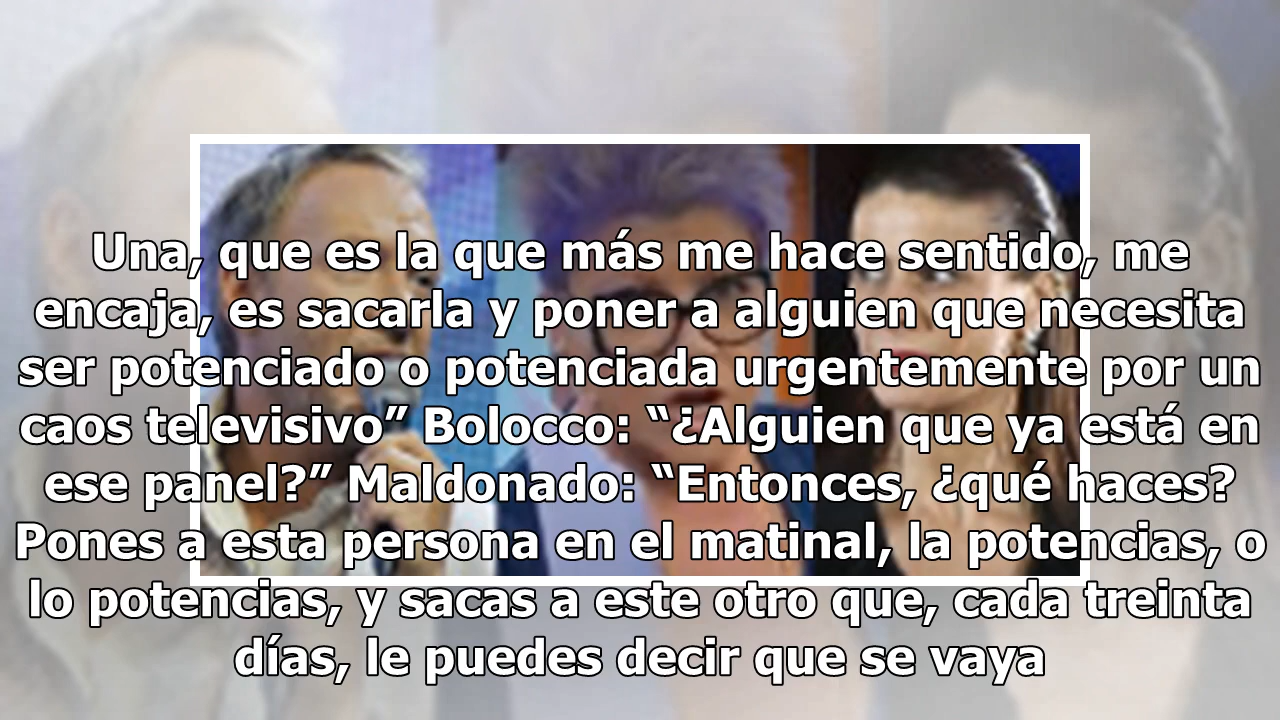 Una, que es la que más me hace sentido, me
encaja, es sacarla y poner a alguien que necesita
ser potenciado o potenciada urgentemente por un
caos televisivo” Bolocco: “¿Alguien que ya está en
ese panel?” Maldonado: “Entonces, ¿qué haces?
Pones a esta persona en el matinal, la potencias, o
lo potencias, y sacas a este otro que, cada treinta
días, le puedes decir que se vaya